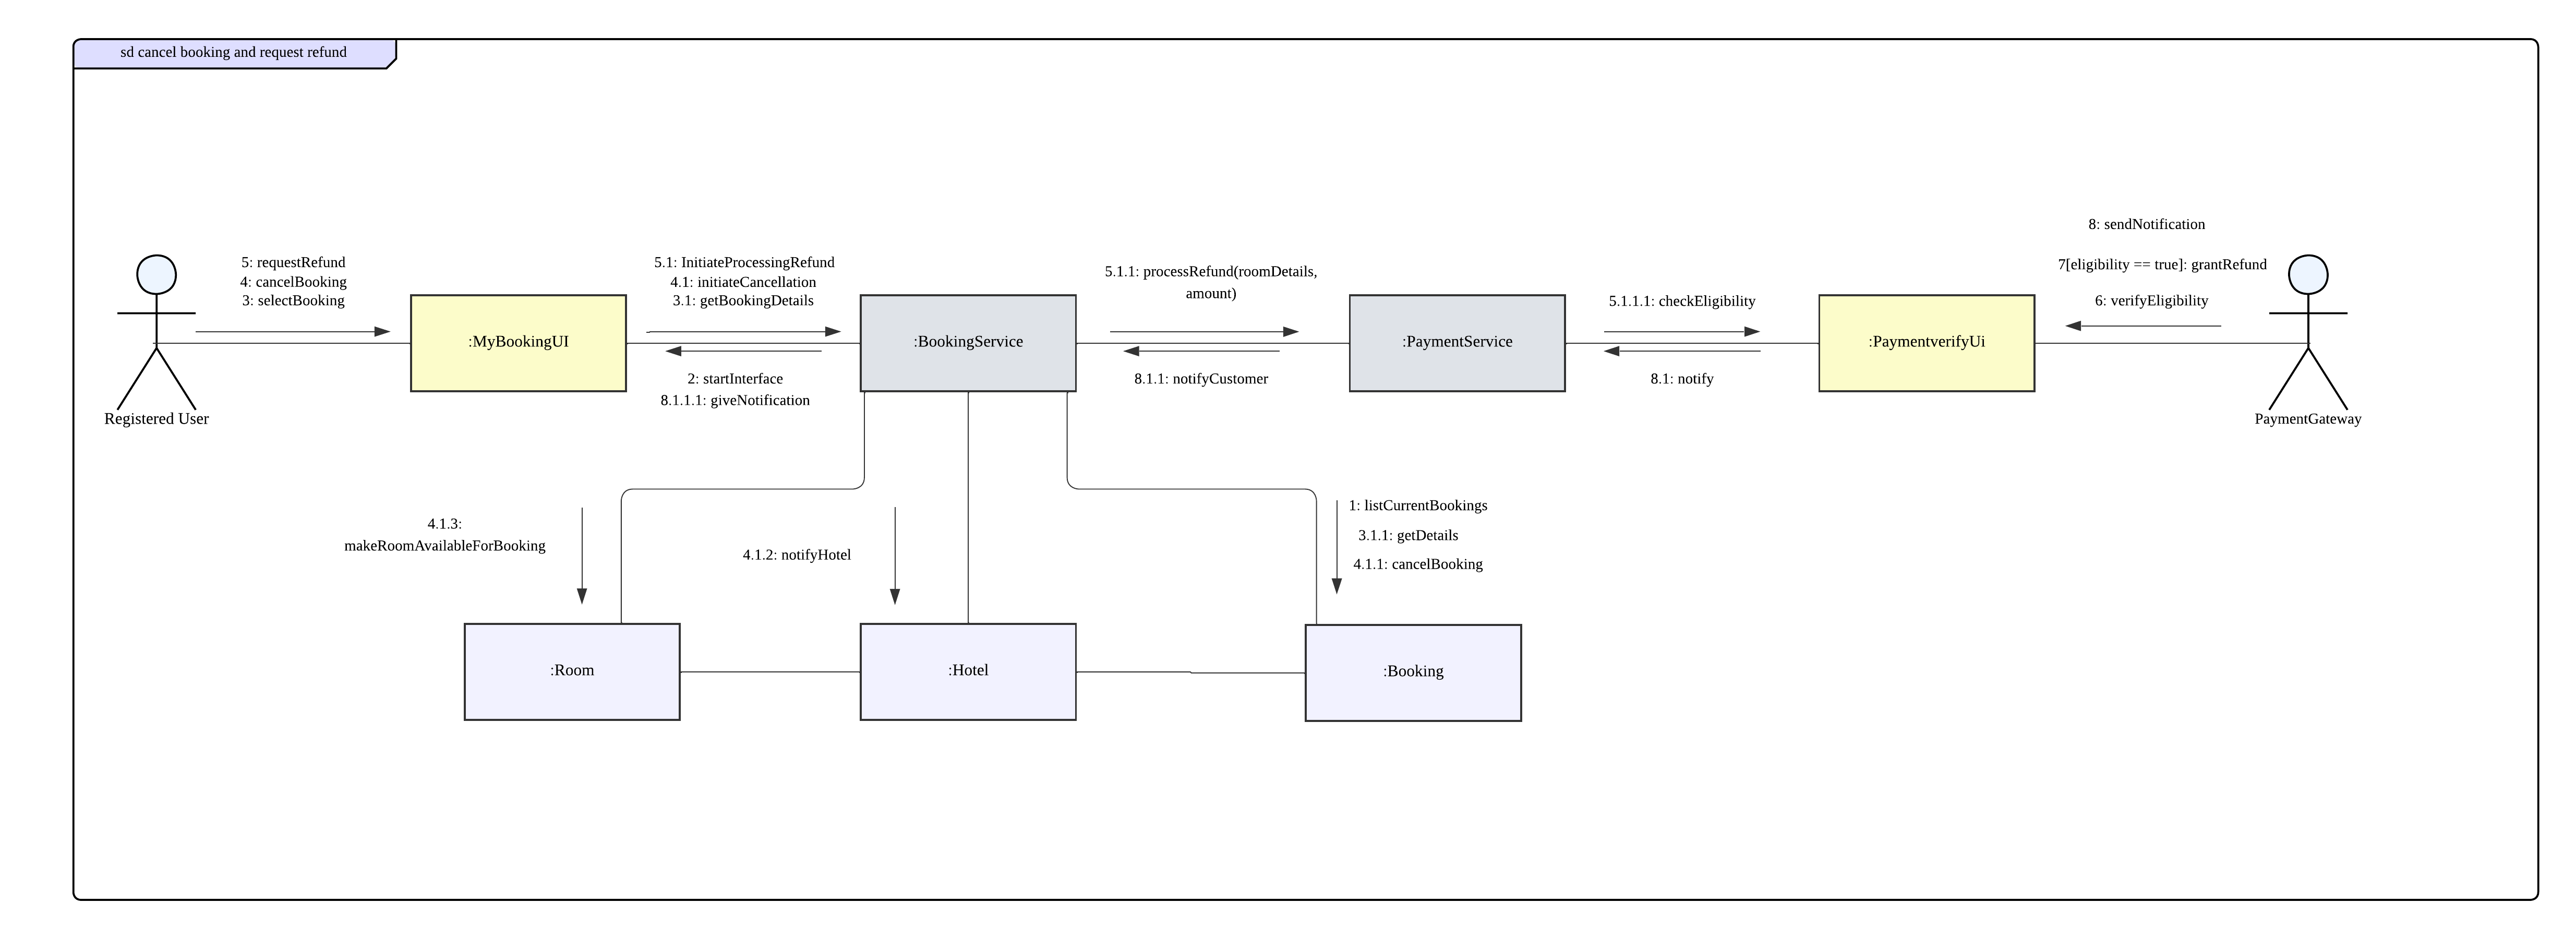 sd cancel booking and request refund
8: sendNotification
5: requestRefund
4: cancelBooking
3: selectBooking
5.1: InitiateProcessingRefund
4.1: initiateCancellation
3.1: getBookingDetails
5.1.1: processRefund(roomDetails,
amount)
5.1.1.1: checkEligibility
7[eligibility == true]: grantRefund
6: verifyEligibility
:MyBookingUI
:BookingService
:PaymentService
:PaymentverifyUi
2: startInterface
8.1.1.1: giveNotification
8.1.1: notifyCustomer
8.1: notify
Registered User
PaymentGateway
4.1.3:
makeRoomAvailableForBooking
4.1.2: notifyHotel
1: listCurrentBookings
3.1.1: getDetails
4.1.1: cancelBooking
:Room
:Hotel
:Booking